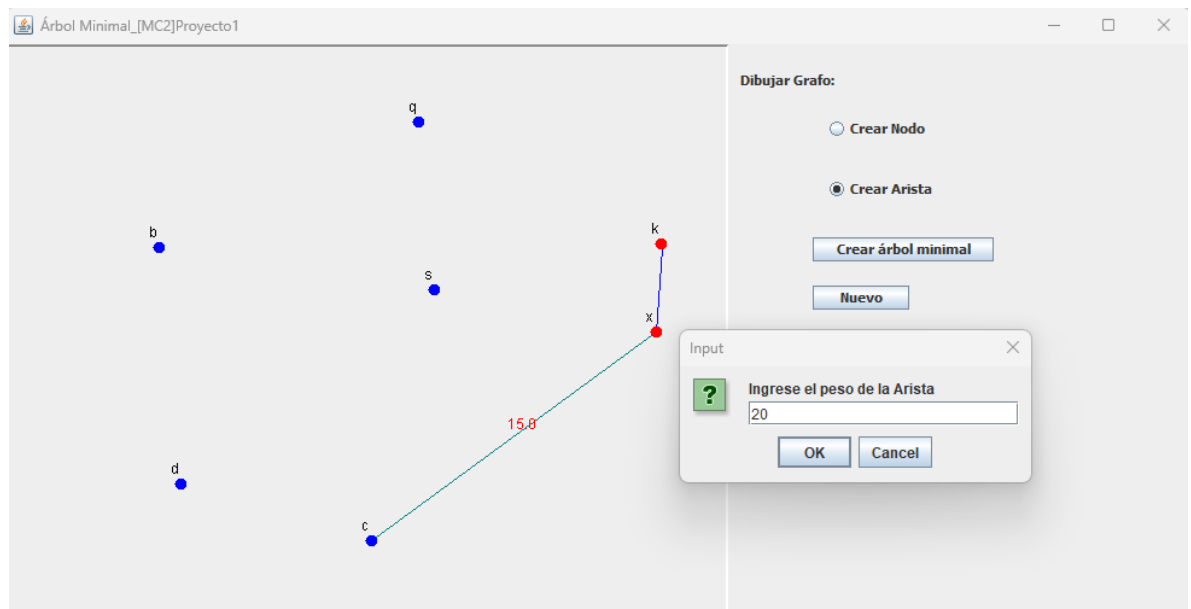 Árbol Minimal_[MC2]Proyecto1
Dibujar Grafo:
q
Crear Nodo
Crear Arista
b
k
Crear árbol minimal
s
Nuevo
x
Input
Ingrese el peso de la Arista
?
20
15.0
OK Cancel
d
c